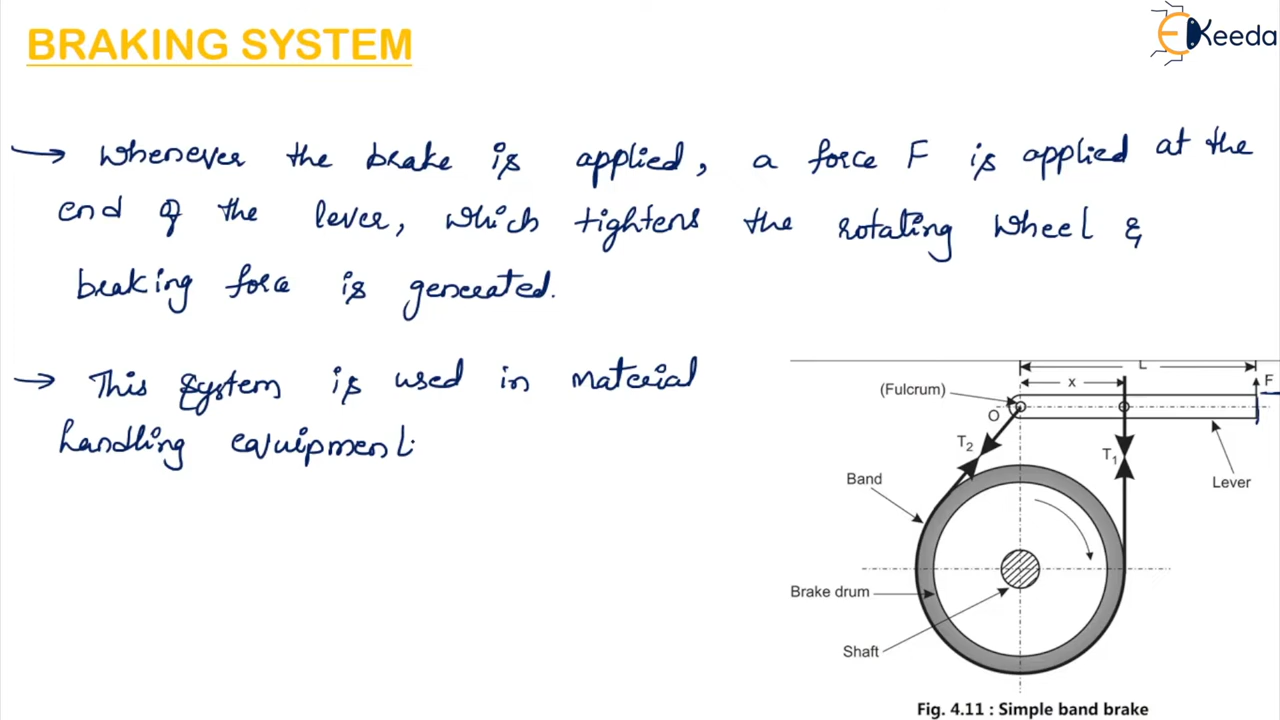 BRAKING SYSTEM
EKeeda
→ Whenever the brake is applied, a force F is applied at the
end of the lever, which tightens the rotating wheel &
braking force is generated.
→ This system is used in material
handling equipment.
L
x
F
(Fulcrum)
O
T2
T1
Band
Lever
Brake drum
Shaft
Fig. 4.11 : Simple band brake